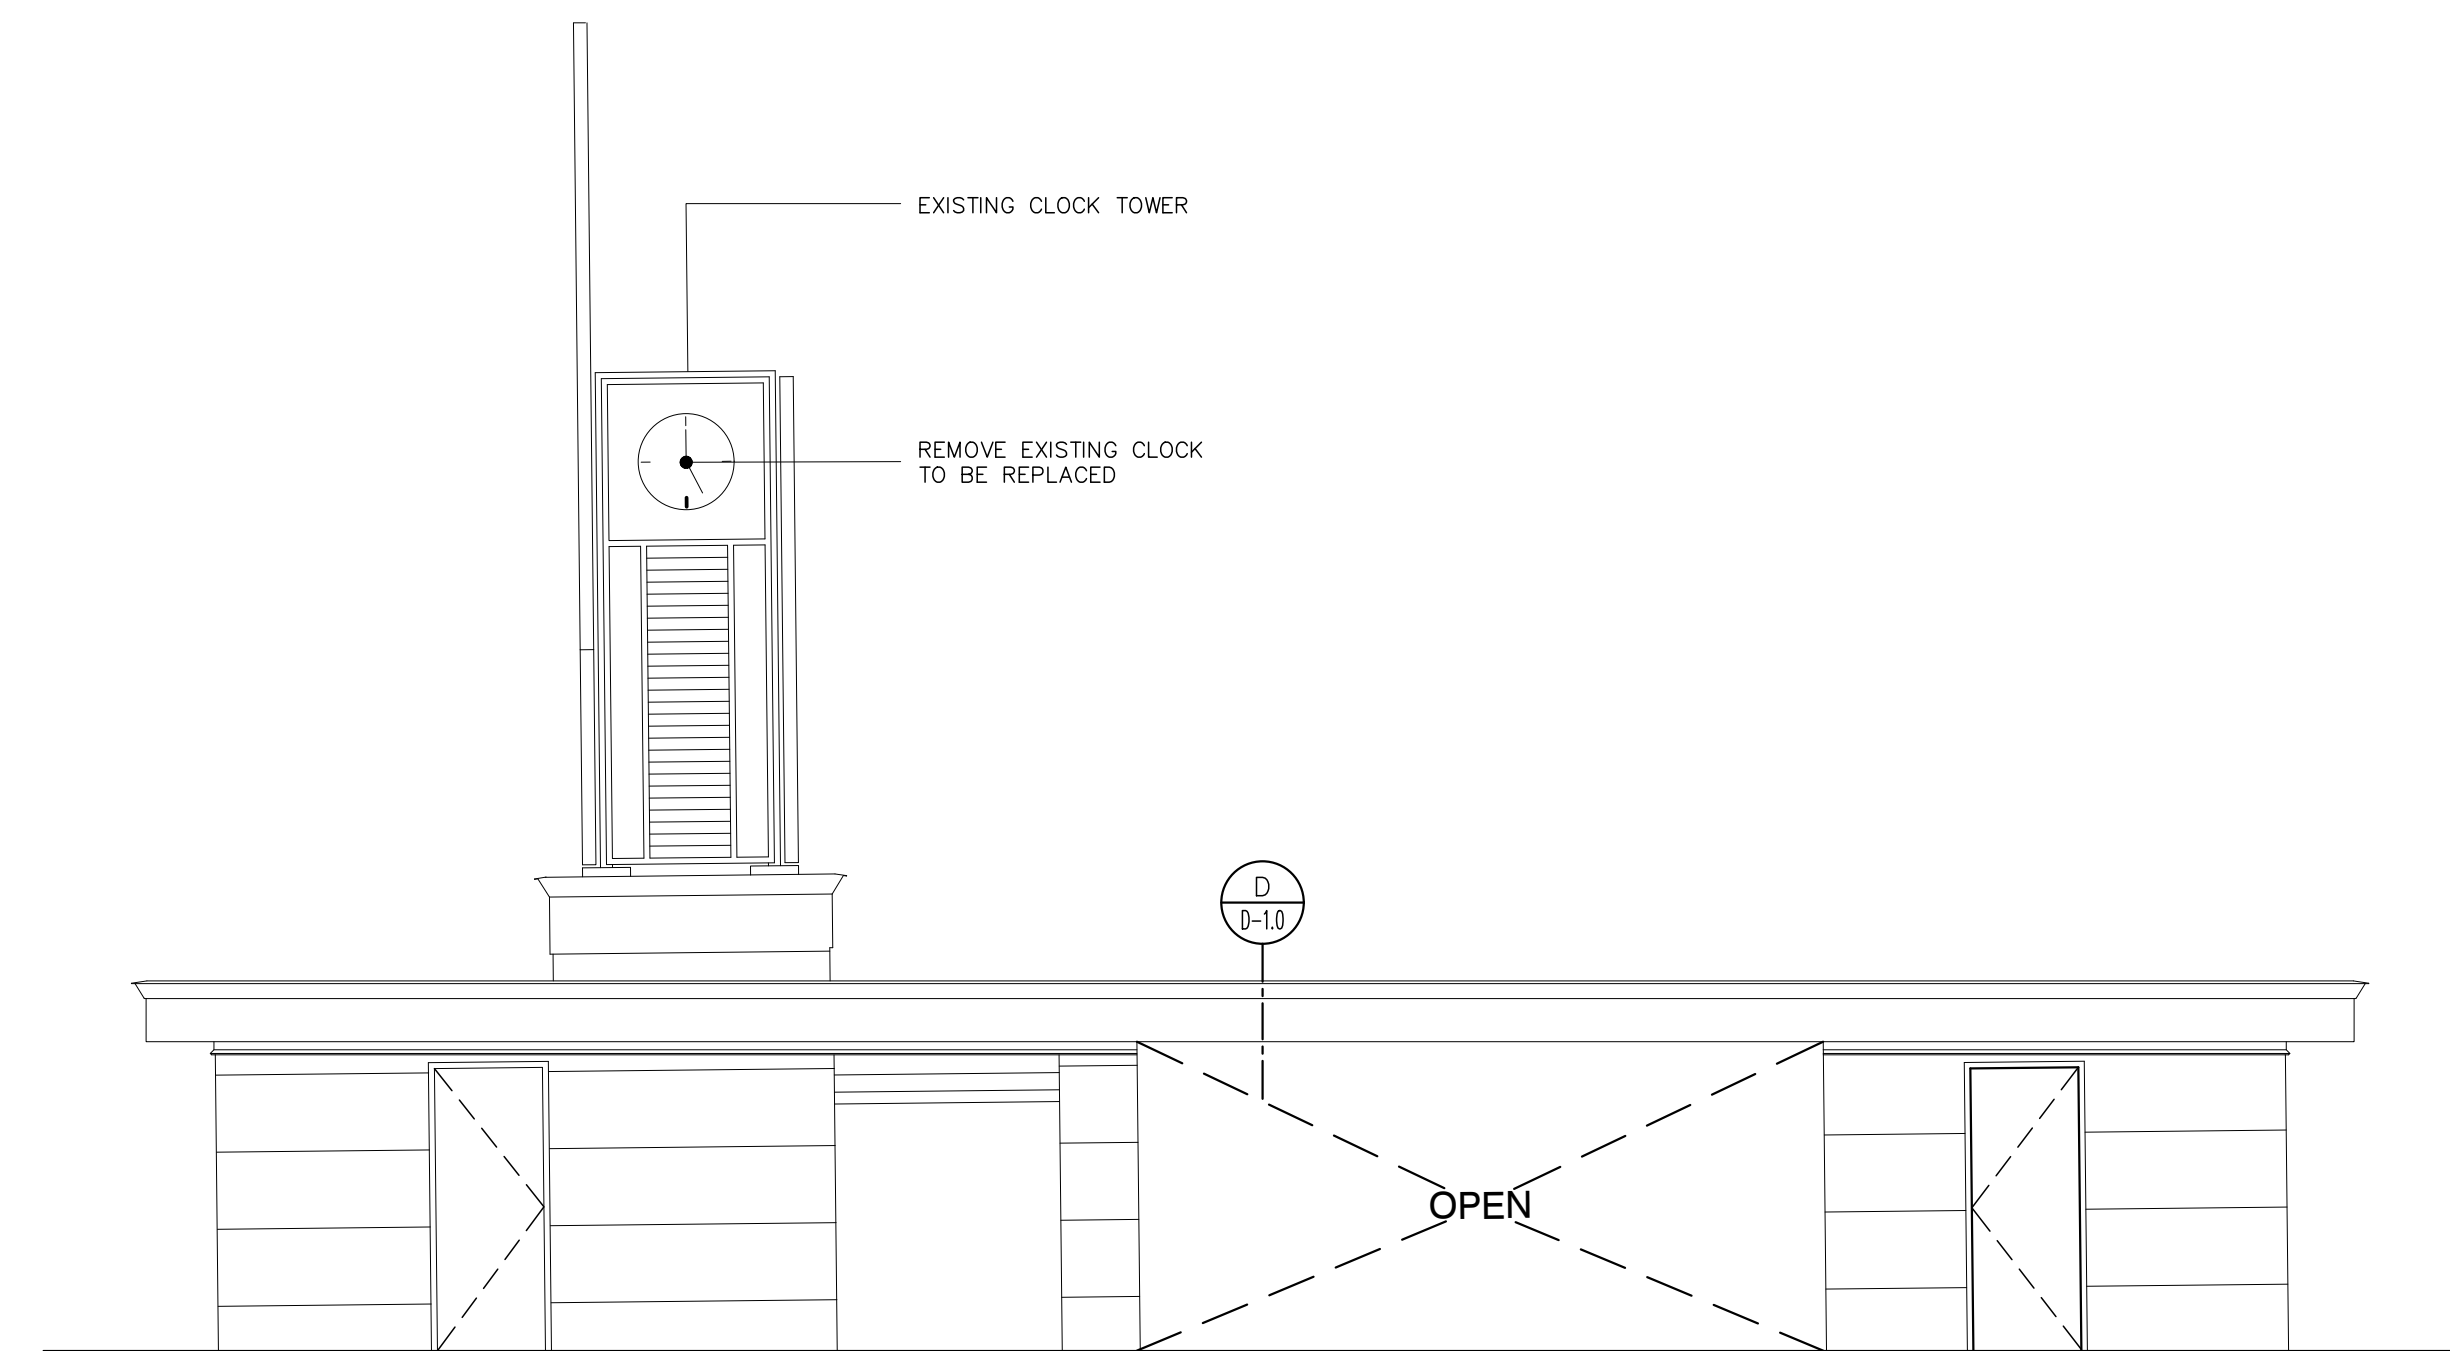 EXISTING CLOCK TOWER
REMOVE EXISTING CLOCK
TO BE REPLACED
D
D-1.0
OPEN